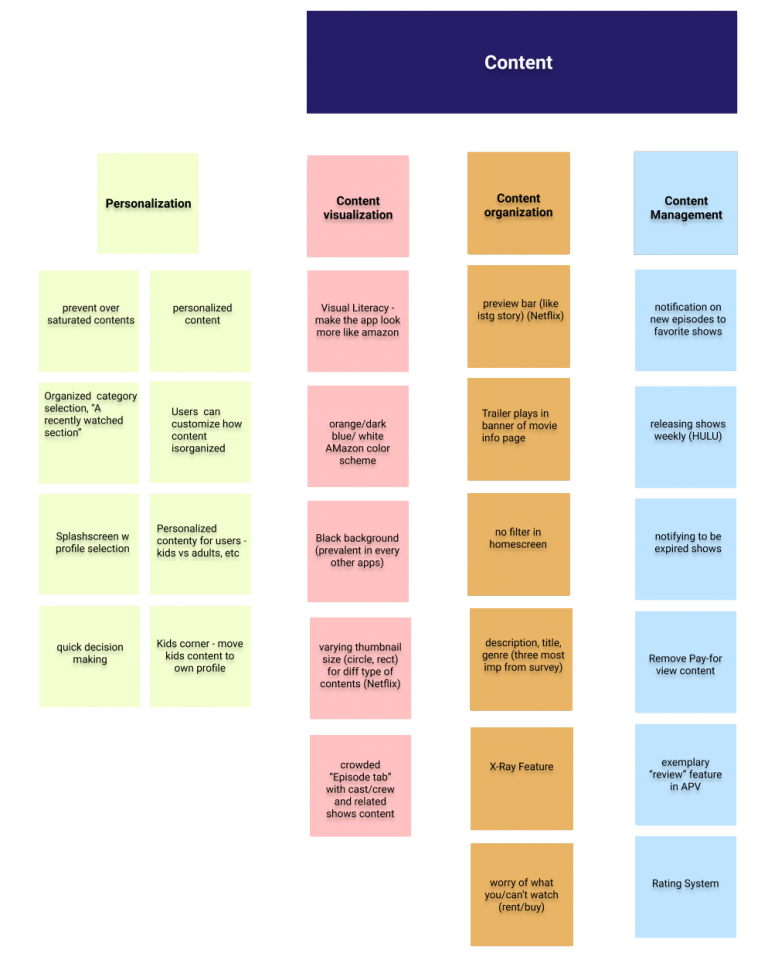 Content
Personalization
prevent over
saturated contents
personalized
content
Organized  category
selection, "A
recently watched
section"
Users  can
customize how
content
isorganized
Splashscreen w
profile selection
Personalized
contenty for users -
kids vs adults, etc
quick decision
making
Kids corner - move
kids content to
own profile
Content
visualization
Visual Literacy -
make the app look
more like amazon
orange/dark
blue/ white
AMazon color
scheme
Black background
(prevalent in every
other apps)
varying thumbnail
size (circle, rect)
for diff type of
contents (Netflix)
crowded
“Episode tab”
with cast/crew
and related
shows content
Content
organization
preview bar (like
istg story) (Netflix)
Trailer plays in
banner of movie
info page
no filter in
homescreen
description, title,
genre (three most
imp from survey)
X-Ray Feature
worry of what
you/can't watch
(rent/buy)
Content
Management
notification on
new episodes to
favorite shows
releasing shows
weekly (HULU)
notifying to be
expired shows
Remove Pay-for
view content
exemplary
“review” feature
in APV
Rating System